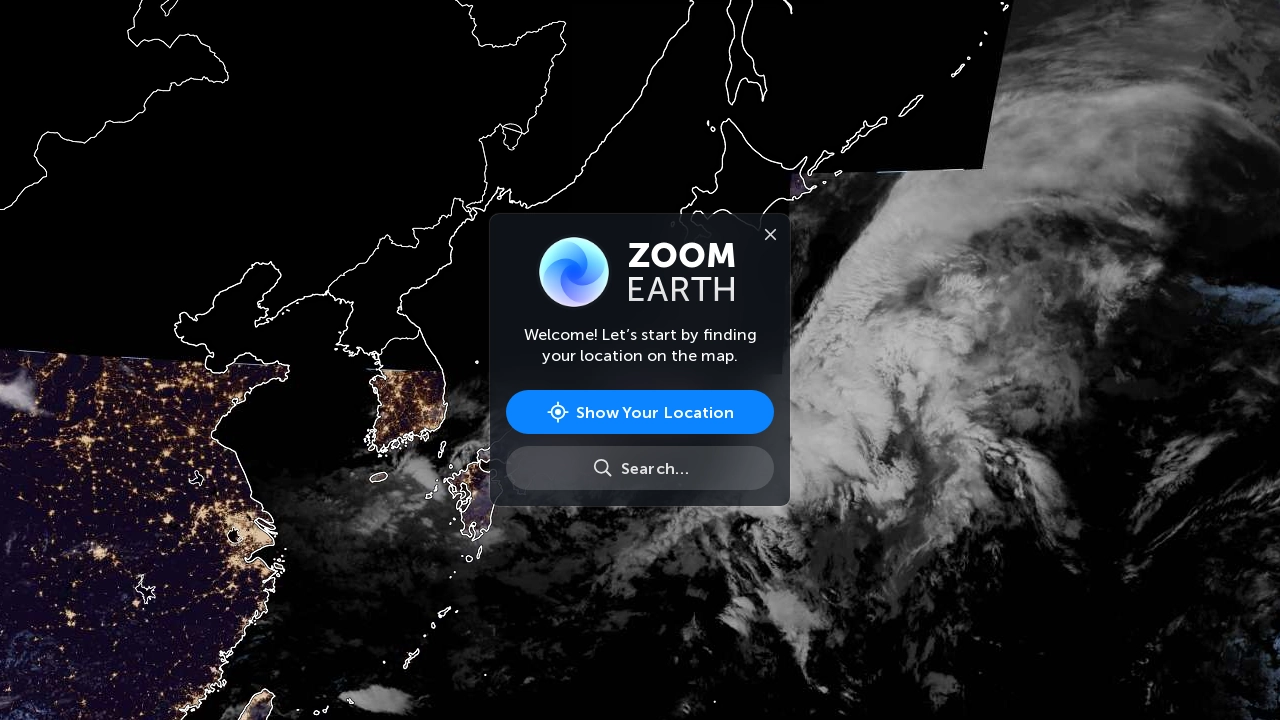 ZOOM
EARTH
Welcome! Let’s start by finding
your location on the map.
Show Your Location
Search...